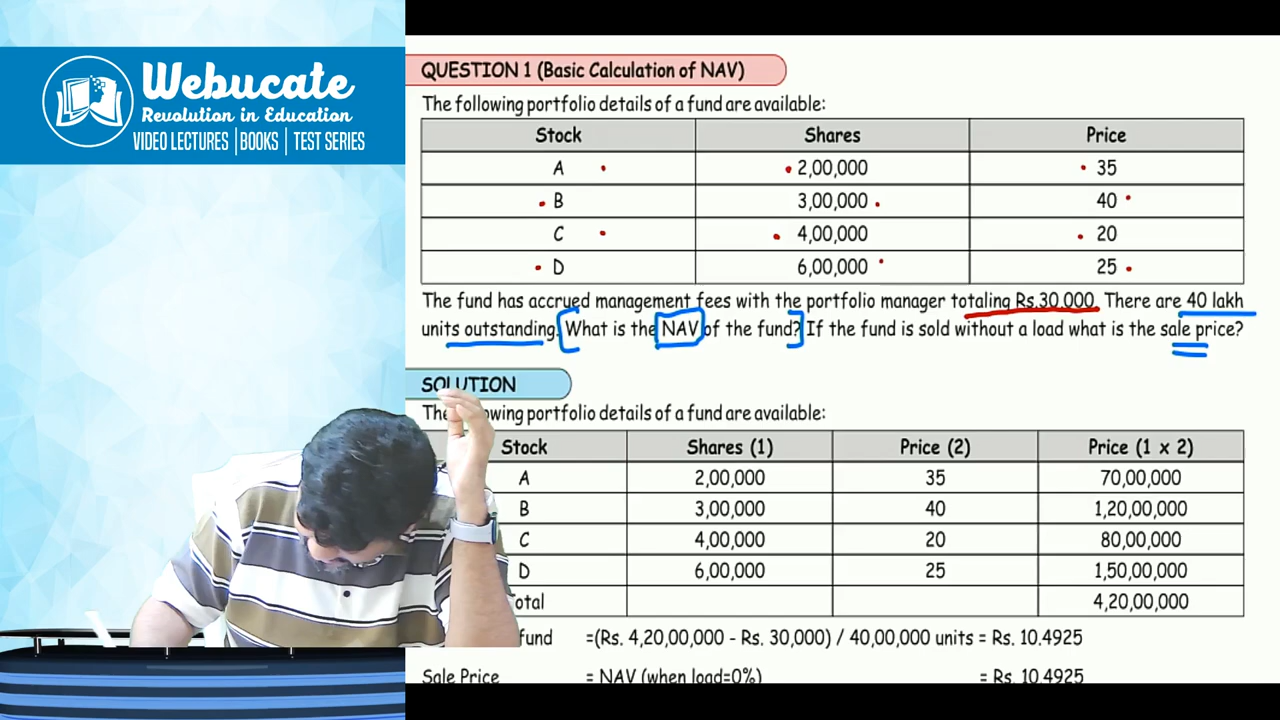 Webucate
Revolution in Education
VIDEO LECTURES | BOOKS | TEST SERIES
QUESTION 1 (Basic Calculation of NAV)
The following portfolio details of a fund are available:
Stock Shares Price
A 2,00,000 35
B 3,00,000 40
C 4,00,000 20
D 6,00,000 25
The fund has accrued management fees with the portfolio manager totaling Rs.30,000. There are 40 lakh
units outstanding. What is the NAV of the fund? If the fund is sold without a load what is the sale price?
SOLUTION
portfolio details of a fund are available:
Stock Shares (1) Price (2) Price (1 x 2)
A 2,00,000 35 70,00,000
B 3,00,000 40 1,20,00,000
C 4,00,000 20 80,00,000
D 6,00,000 25 1,50,00,000
4,20,00,000
fund =(Rs. 4,20,00,000 - Rs. 30,000) / 40,00,000 units = Rs. 10.4925
Sale Price = NAV (when load=0%) = Rs. 10.4925